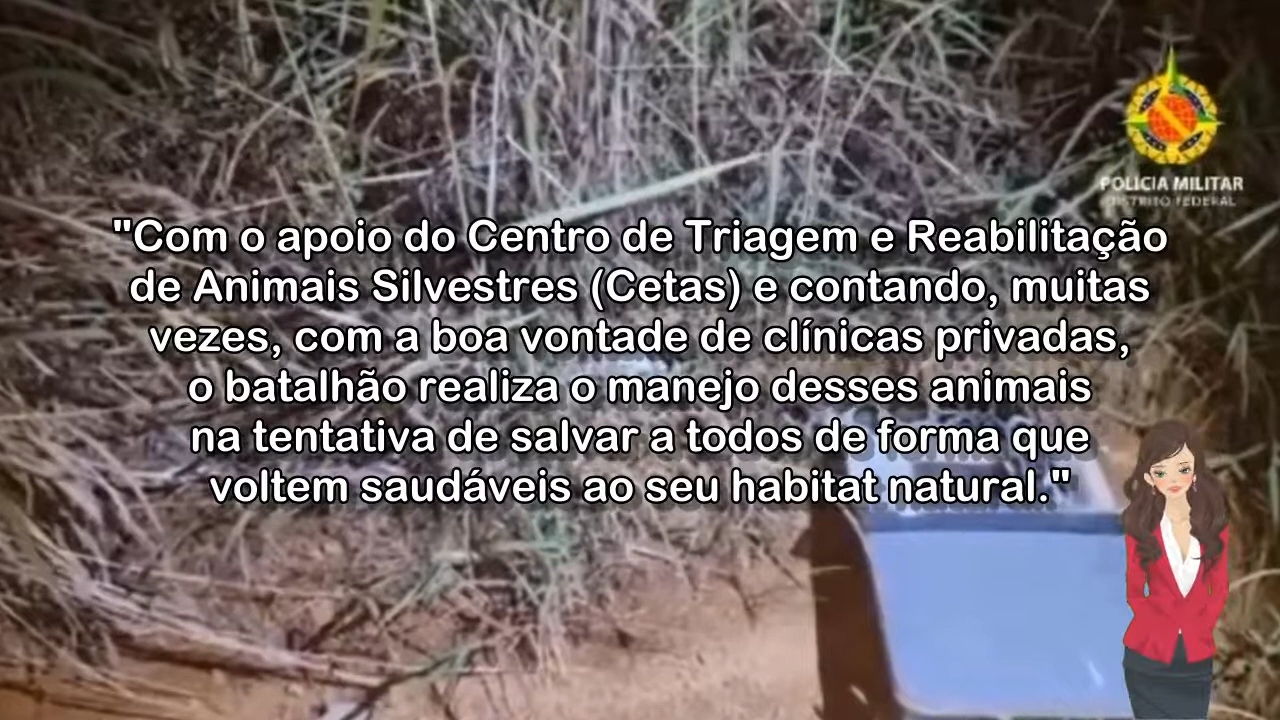 POLICIA MILITAR
DISTRITO FEDERAL
"Com o apoio do Centro de Triagem e Reabilitação
de Animais Silvestres (Cetas) e contando, muitas
vezes, com a boa vontade de clínicas privadas,
o batalhão realiza o manejo desses animais
na tentativa de salvar a todos de forma que
voltem saudáveis ao seu habitat natural."